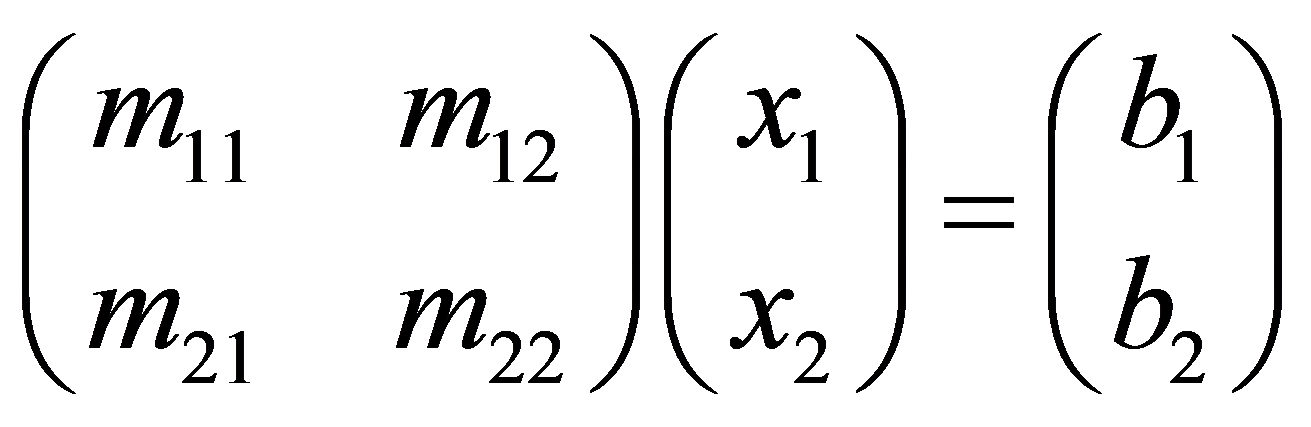 m₁₁ m₁₂ x₁ b₁
m₂₁ m₂₂ x₂ = b₂